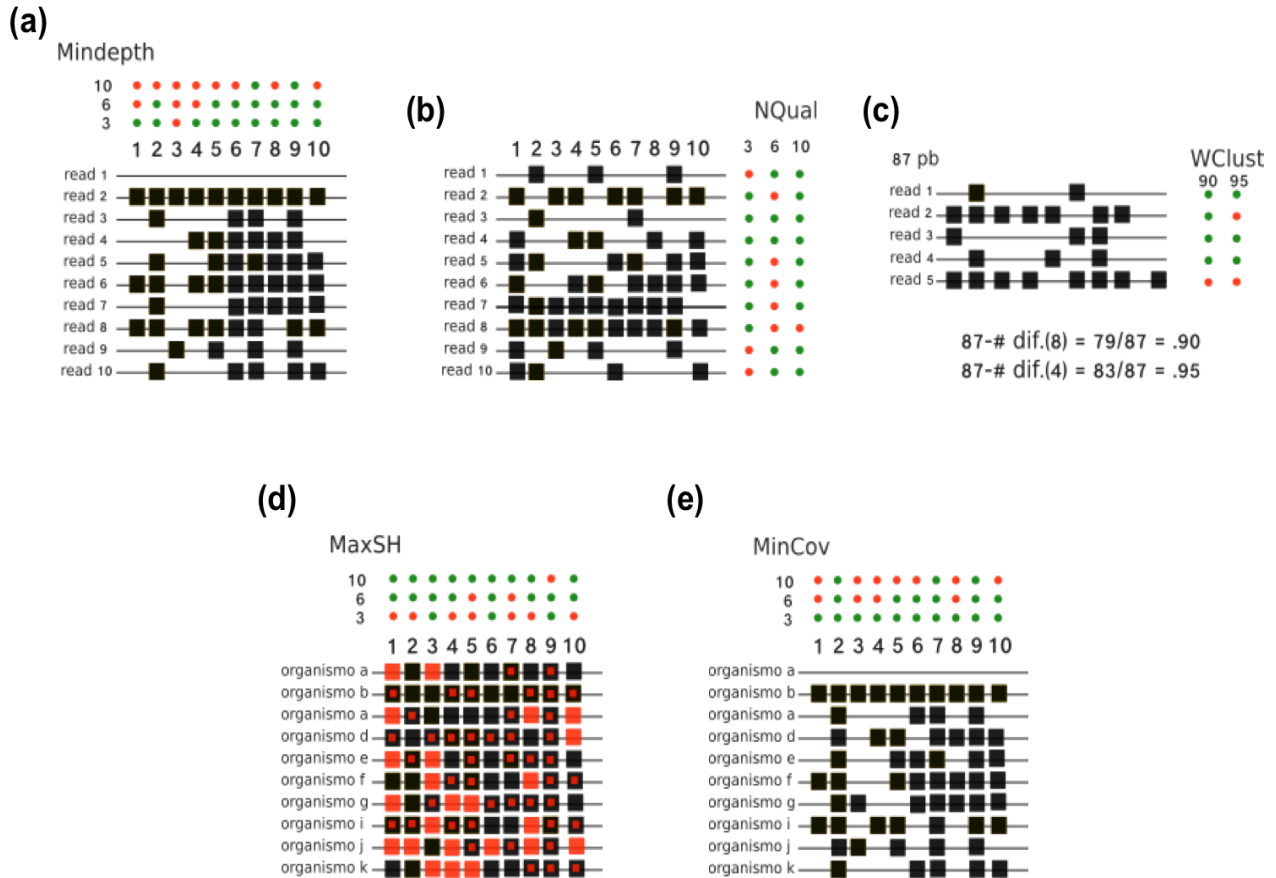 (a)
Mindepth
10
6
3
1 2 3 4 5 6 7 8 9 10
read 1
read 2
read 3
read 4
read 5
read 6
read 7
read 8
read 9
read 10
(b)
NQual
3 6 10
1 2 3 4 5 6 7 8 9 10
read 1
read 2
read 3
read 4
read 5
read 6
read 7
read 8
read 9
read 10
(c)
87 pb
WClust
90 95
read 1
read 2
read 3
read 4
read 5
87-# dif.(8) = 79/87 = .90
87-# dif.(4) = 83/87 = .95
(d)
MaxSH
10
6
3
1 2 3 4 5 6 7 8 9 10
organismo a
organismo b
organismo a
organismo d
organismo e
organismo f
organismo g
organismo i
organismo j
organismo k
(e)
MinCov
10
6
3
1 2 3 4 5 6 7 8 9 10
organismo a
organismo b
organismo a
organismo d
organismo e
organismo f
organismo g
organismo i
organismo j
organismo k